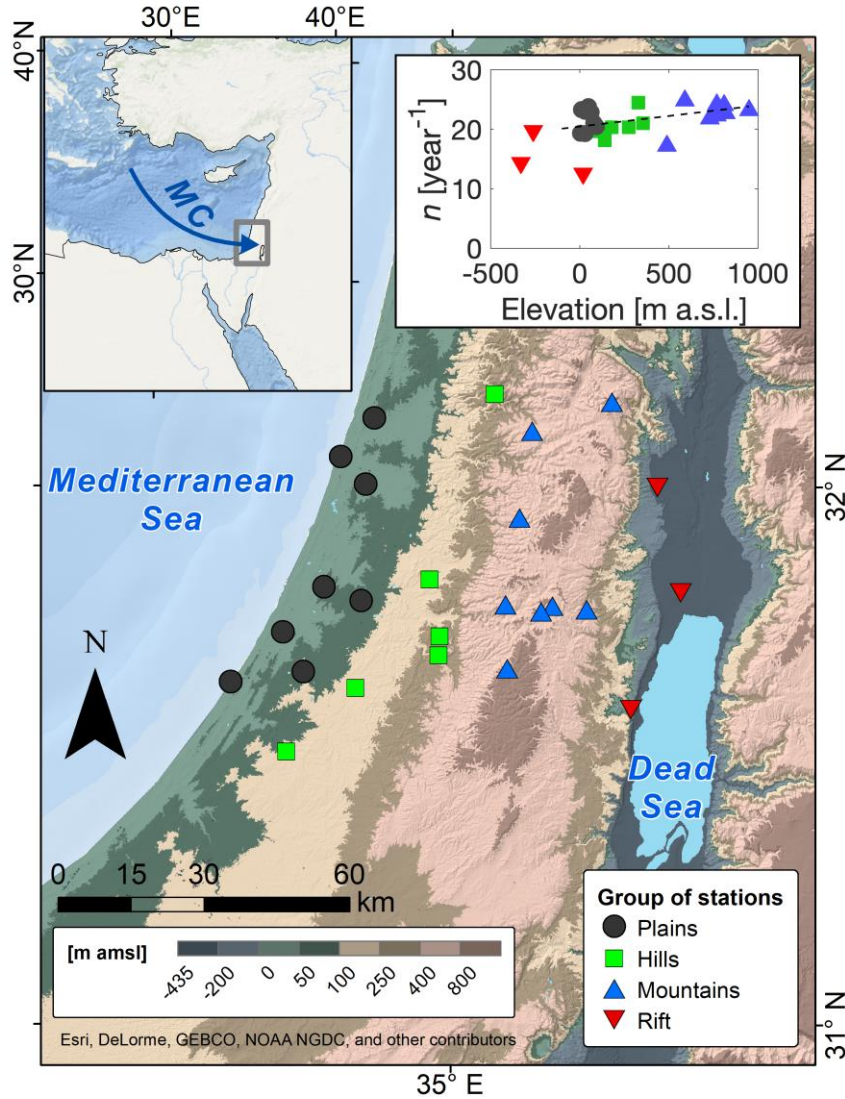 30°E 40°E
40°N
30°N
MC
30
20
10
0
n [year⁻¹]
-500 0 500 1000
Elevation [m a.s.l.]
Mediterranean
Sea
32°N
N
Dead
Sea
0 15 30 60
km
[m amsl]
-435 -200 0 50 100 250 400 800
Group of stations
Plains
Hills
Mountains
Rift
Esri, DeLorme, GEBCO, NOAA NGDC, and other contributors
31°N
35° E